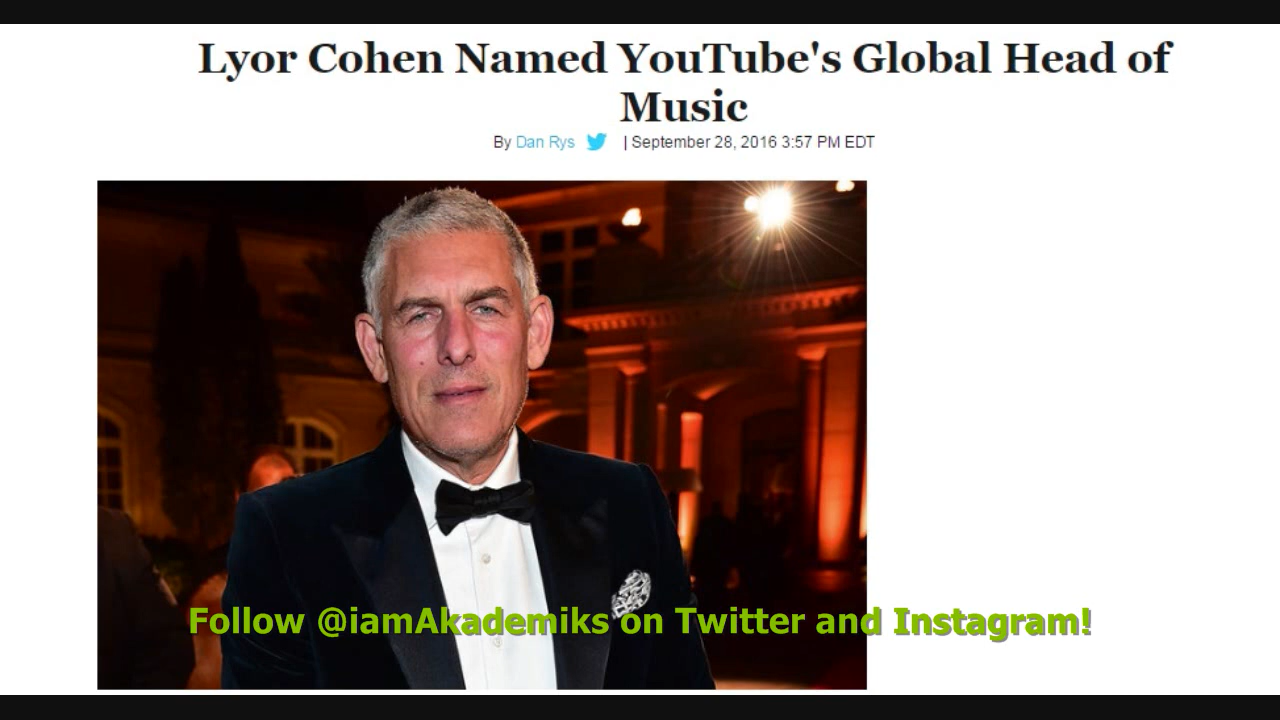 Lyor Cohen Named YouTube's Global Head of
Music
By Dan Rys | September 28, 2016 3:57 PM EDT
Follow @iamAkademiks on Twitter and Instagram!